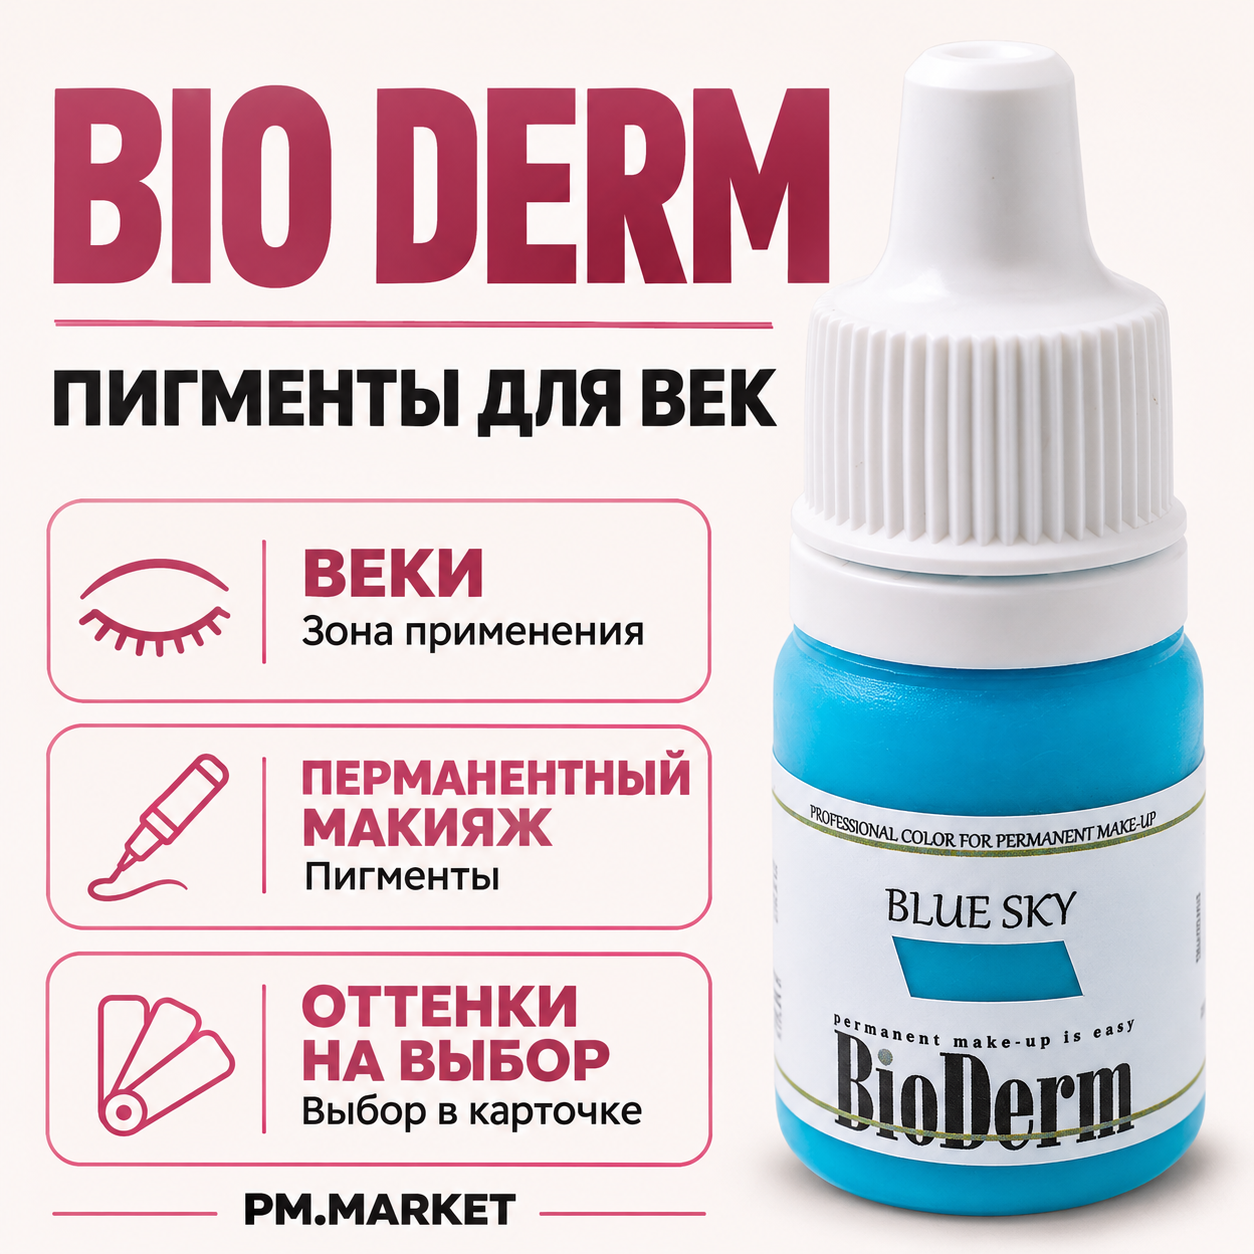 BIO DERM
ПИГМЕНТЫ ДЛЯ ВЕК
ВЕКИ
Зона применения
ПЕРМАНЕНТНЫЙ
МАКИЯЖ
Пигменты
ОТТЕНКИ
НА ВЫБОР
Выбор в карточке
PM.MARKET
PROFESSIONAL COLOR FOR PERMANENT MAKE-UP
BLUE SKY
permanent make-up is easy
BioDerm